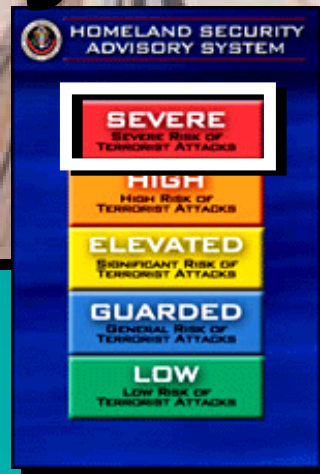 HOMELAND SECURITY
ADVISORY SYSTEM
SEVERE
SEVERE RISK OF
TERRORIST ATTACKS
HIGH
HIGH RISK OF
TERRORIST ATTACKS
ELEVATED
SIGNIFICANT RISK OF
TERRORIST ATTACKS
GUARDED
GENERAL RISK OF
TERRORIST ATTACKS
LOW
LOW RISK OF
TERRORIST ATTACKS